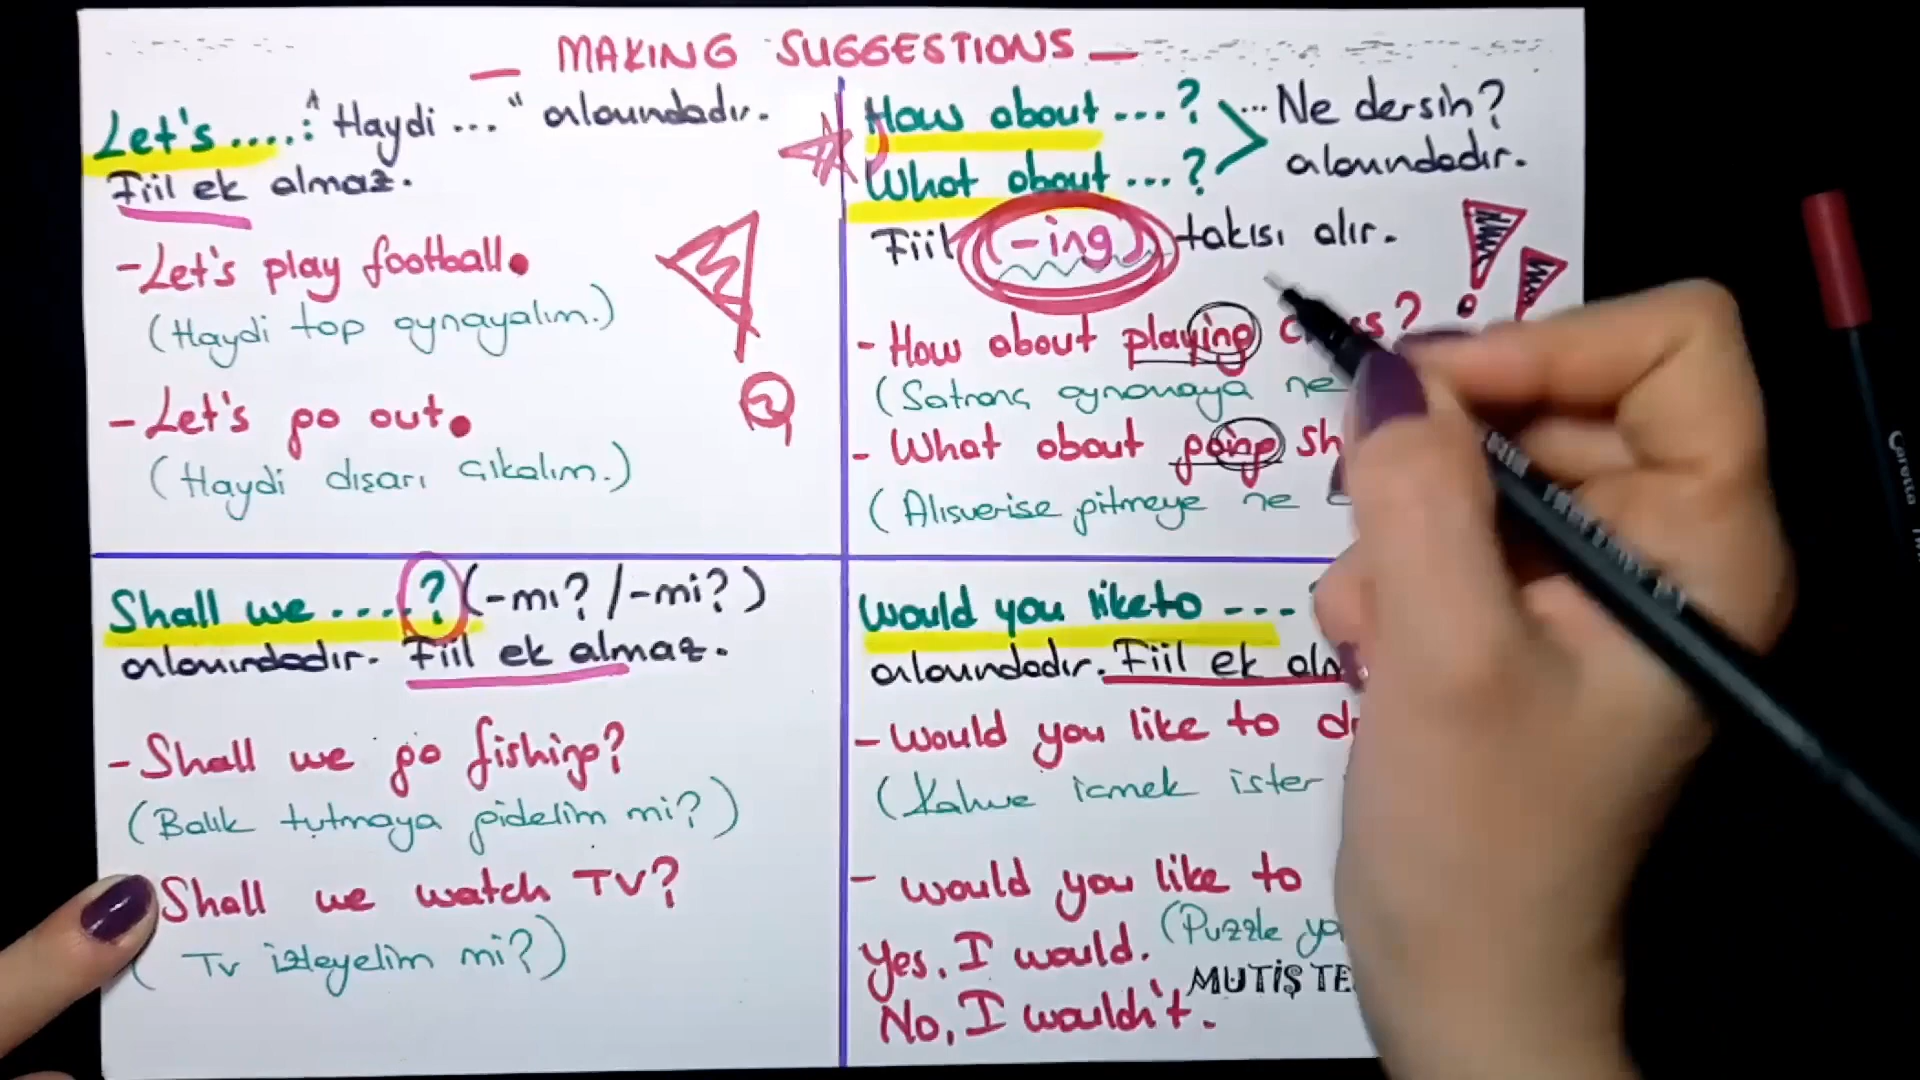 MAKING SUGGESTIONS
Let's ....: "Haydi ..." anlamındadır.
Fiil ek almaz.
- Let's play football.
(Haydi top oynayalım.)
- Let's go out.
(Haydi dışarı çıkalım.)
How about ...?
What about ...?
... Ne dersin?
anlamındadır.
Fiil (-ing) takısı alır.
- How about playing chess?
(Satranç oynamaya ne
- What about going
(Alışverişe gitmeye ne
Shall we ....? (-mı? / -mi?)
anlamındadır. Fiil ek almaz.
- Shall we go fishing?
(Balık tutmaya gidelim mi?)
Shall we watch TV?
(Tv izleyelim mi?)
Would you like to ---
anlamındadır. Fiil ek
- Would you like to
(Kahve içmek ister
- Would you like to
(Puzzle
Yes, I would.
No, I wouldn't.
MUTİŞ
Caretta